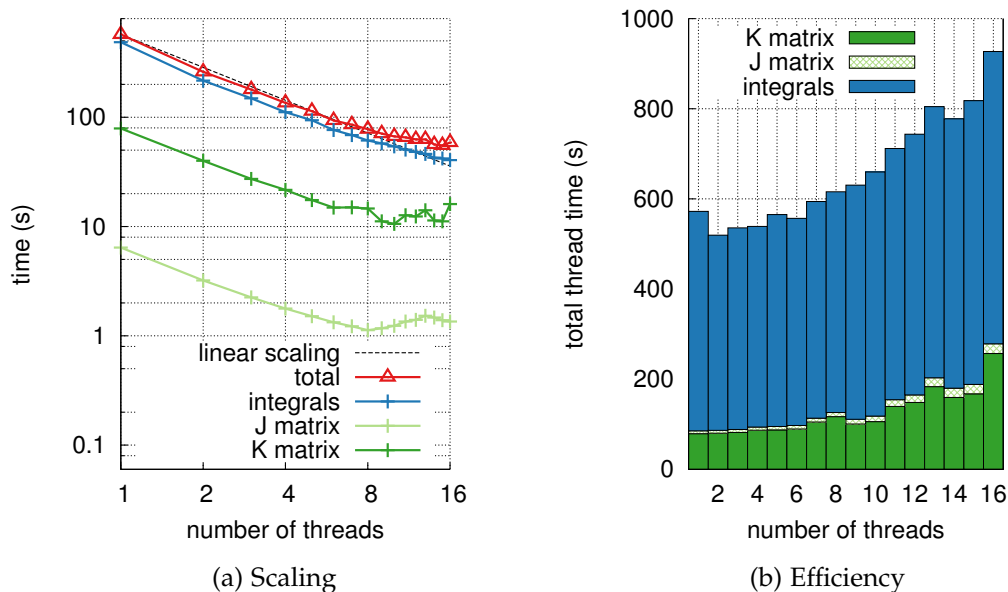 time (s)
100
10
1
0.1
linear scaling
total
integrals
J matrix
K matrix
1 2 4 8 16
number of threads
(a) Scaling
total thread time (s)
1000
800
600
400
200
0
K matrix
J matrix
integrals
2 4 6 8 10 12 14 16
number of threads
(b) Efficiency